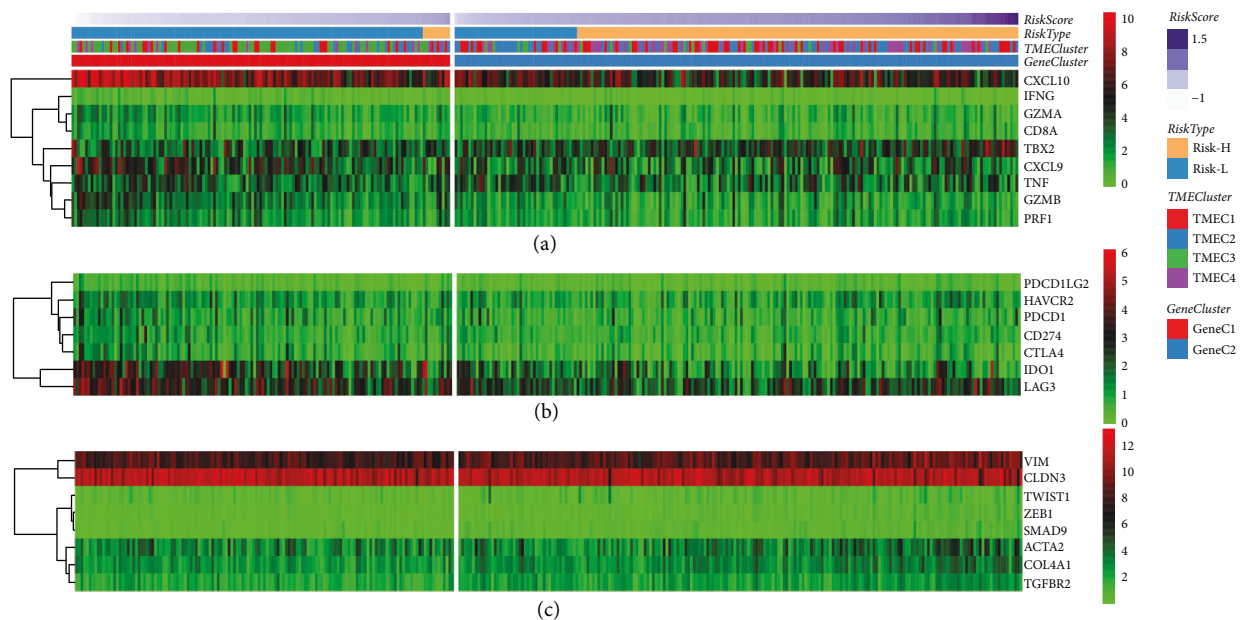 RiskScore
RiskType
TMECluster
GeneCluster
CXCL10
IFNG
GZMA
CD8A
TBX2
CXCL9
TNF
GZMB
PRF1
(a)
10
8
6
4
2
0
PDCD1LG2
HAVCR2
PDCD1
CD274
CTLA4
IDO1
LAG3
(b)
6
5
4
3
2
1
0
VIM
CLDN3
TWIST1
ZEB1
SMAD9
ACTA2
COL4A1
TGFBR2
(c)
12
10
8
6
4
2
RiskScore
1.5
−1
RiskType
Risk-H
Risk-L
TMECluster
TMEC1
TMEC2
TMEC3
TMEC4
GeneCluster
GeneC1
GeneC2